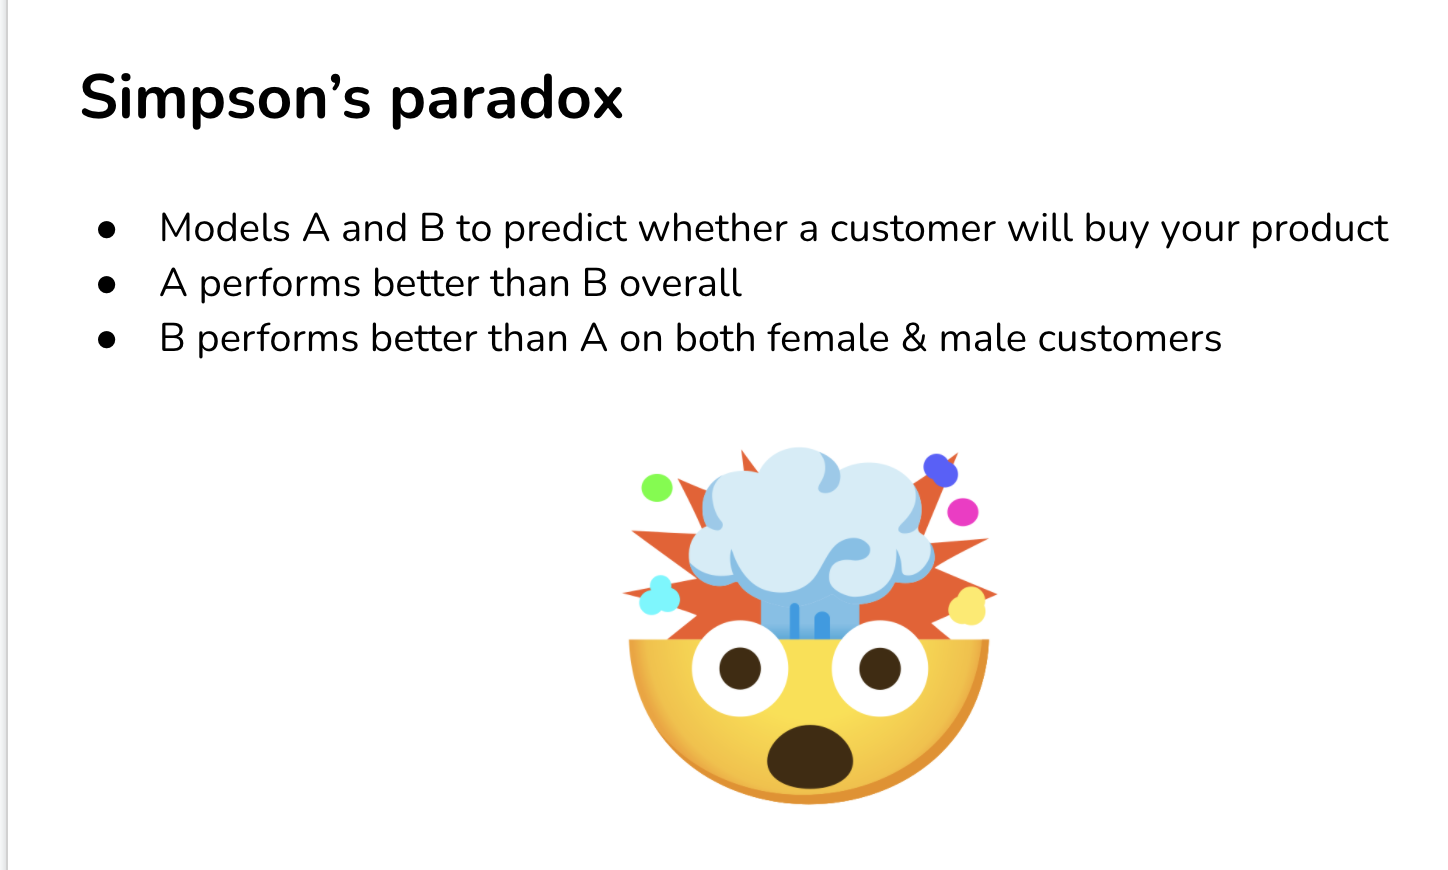 Simpson’s paradox
● Models A and B to predict whether a customer will buy your product
● A performs better than B overall
● B performs better than A on both female & male customers